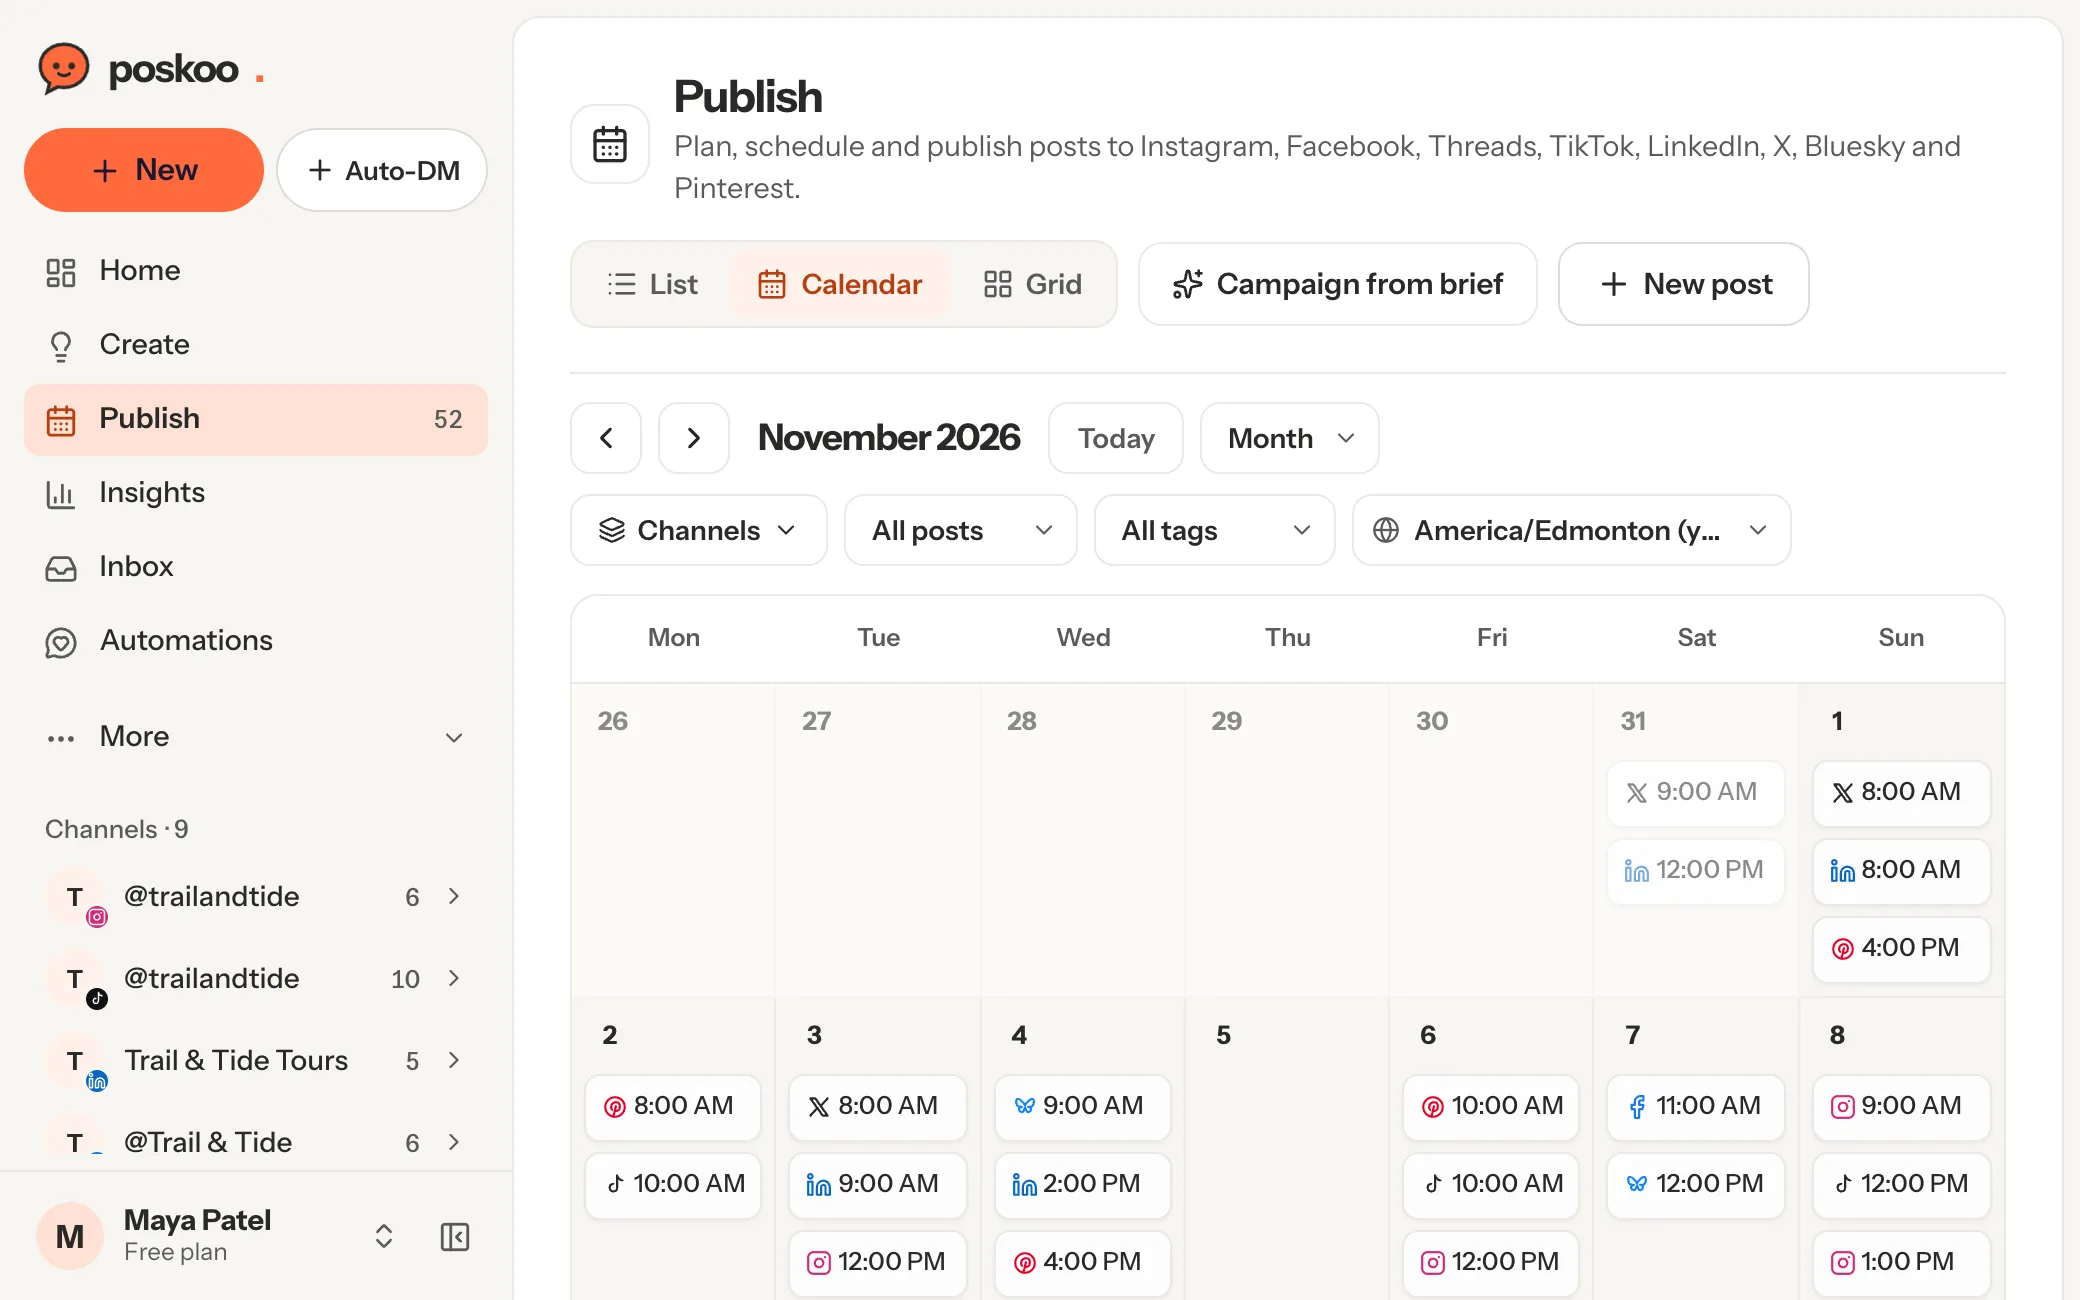 poskoo .
+ New
+ Auto-DM
Home
Create
Publish 52
Insights
Inbox
Automations
More
Channels · 9
T @trailandtide 6
T @trailandtide 10
T Trail & Tide Tours 5
T @Trail & Tide 6
M Maya Patel
Free plan
Publish
Plan, schedule and publish posts to Instagram, Facebook, Threads, TikTok, LinkedIn, X, Bluesky and
Pinterest.
List Calendar Grid Campaign from brief + New post
November 2026 Today Month
Channels All posts All tags America/Edmonton (y...
Mon Tue Wed Thu Fri Sat Sun
26 27 28 29 30 31 1
9:00 AM 8:00 AM
12:00 PM 8:00 AM
4:00 PM
2 3 4 5 6 7 8
8:00 AM 8:00 AM 9:00 AM 10:00 AM 11:00 AM 9:00 AM
10:00 AM 9:00 AM 2:00 PM 10:00 AM 12:00 PM 12:00 PM
12:00 PM 4:00 PM 12:00 PM 1:00 PM